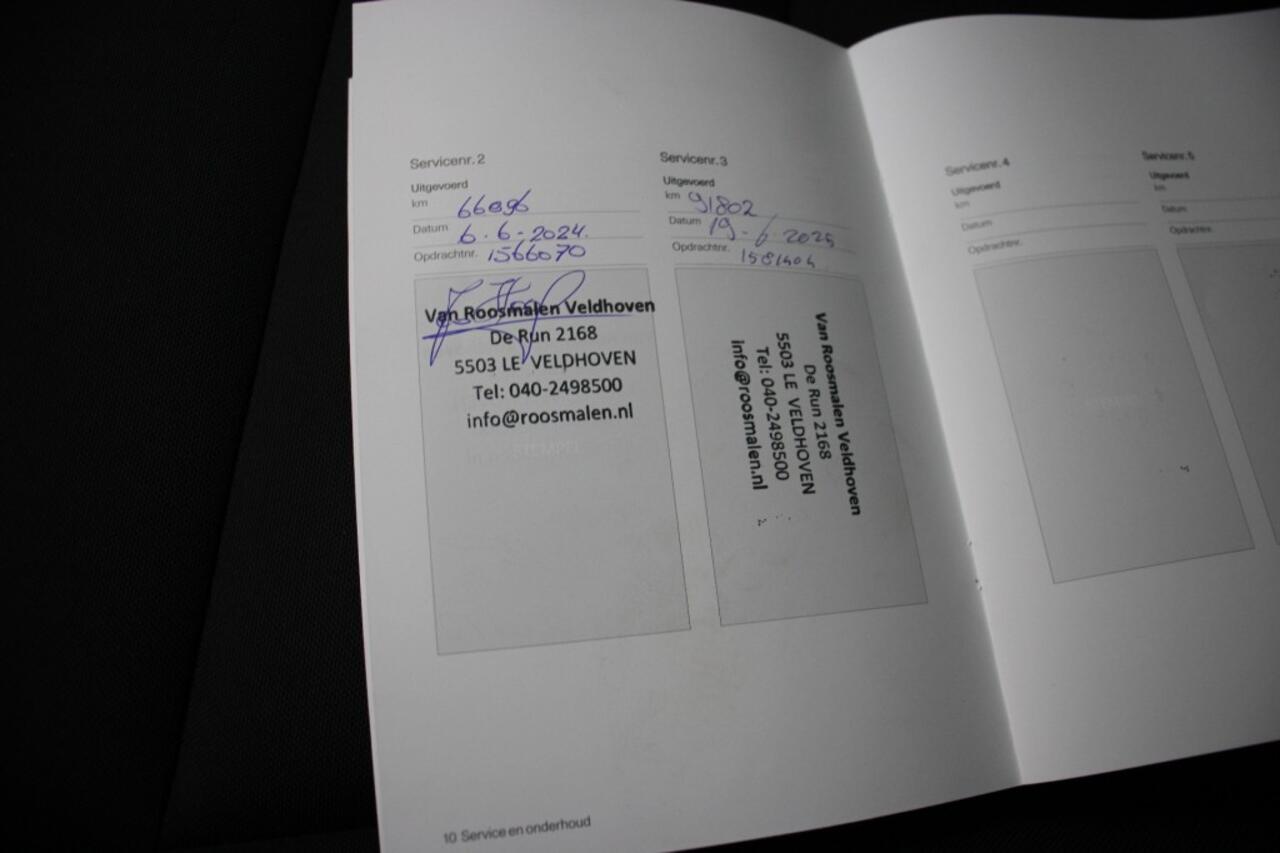 Servicenr. 2
Uitgevoerd
km 66896
Datum 6-6-2024.
Opdrachtnr. 1566070
Van Roosmalen Veldhoven
De Run 2168
5503 LE VELDHOVEN
Tel: 040-2498500
info@roosmalen.nl
STEMPEL
10 Service en onderhoud
Servicenr. 3
Uitgevoerd
km 91802
Datum 19-6-2025
Opdrachtnr.
Van Roosmalen Veldhoven
De Run 2168
5503 LE VELDHOVEN
Tel: 040-2498500
info@roosmalen.nl
Servicenr. 4
Uitgevoerd
km
Datum
Opdrachtnr.
STEMPEL
Servicenr. 5
Uitgevoerd
km
Datum
Opdrachtnr.